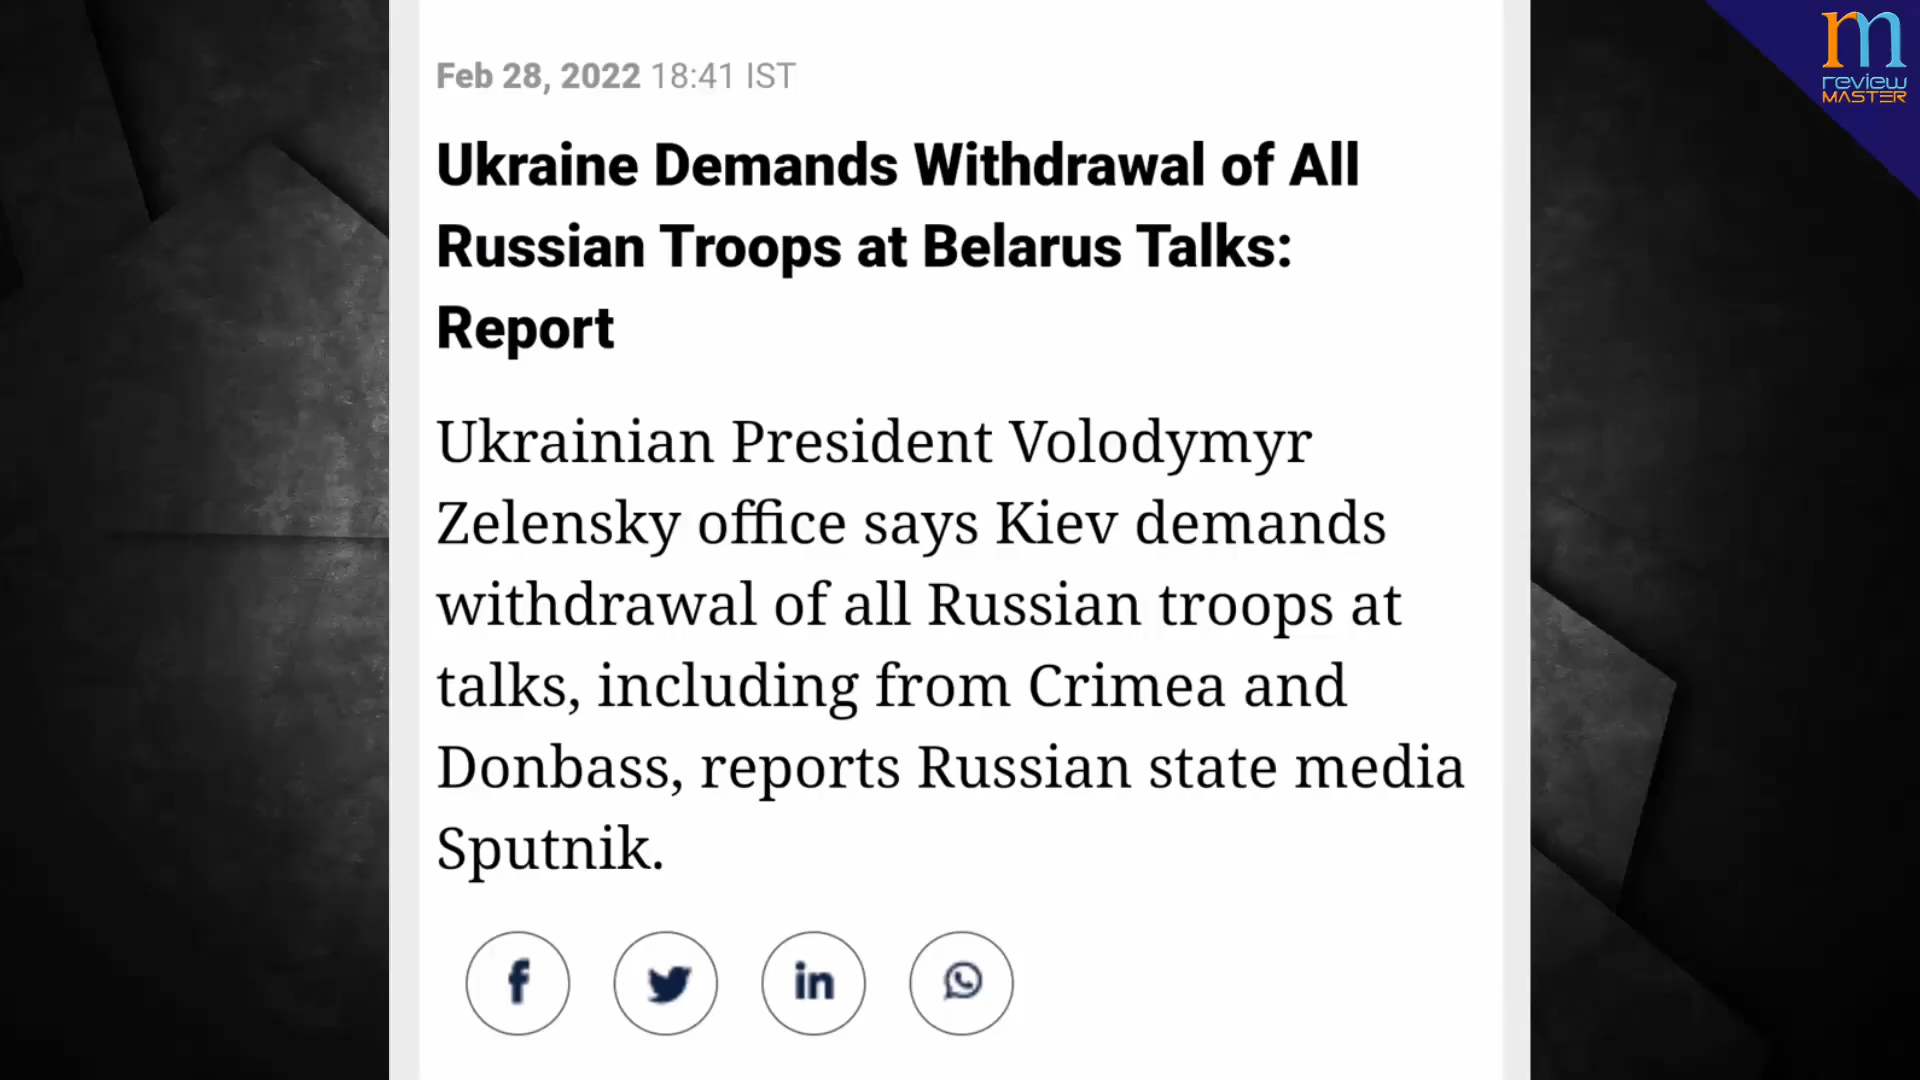 Feb 28, 2022 18:41 IST
Ukraine Demands Withdrawal of All
Russian Troops at Belarus Talks:
Report
Ukrainian President Volodymyr
Zelensky office says Kiev demands
withdrawal of all Russian troops at
talks, including from Crimea and
Donbass, reports Russian state media
Sputnik.
m
review
MASTER